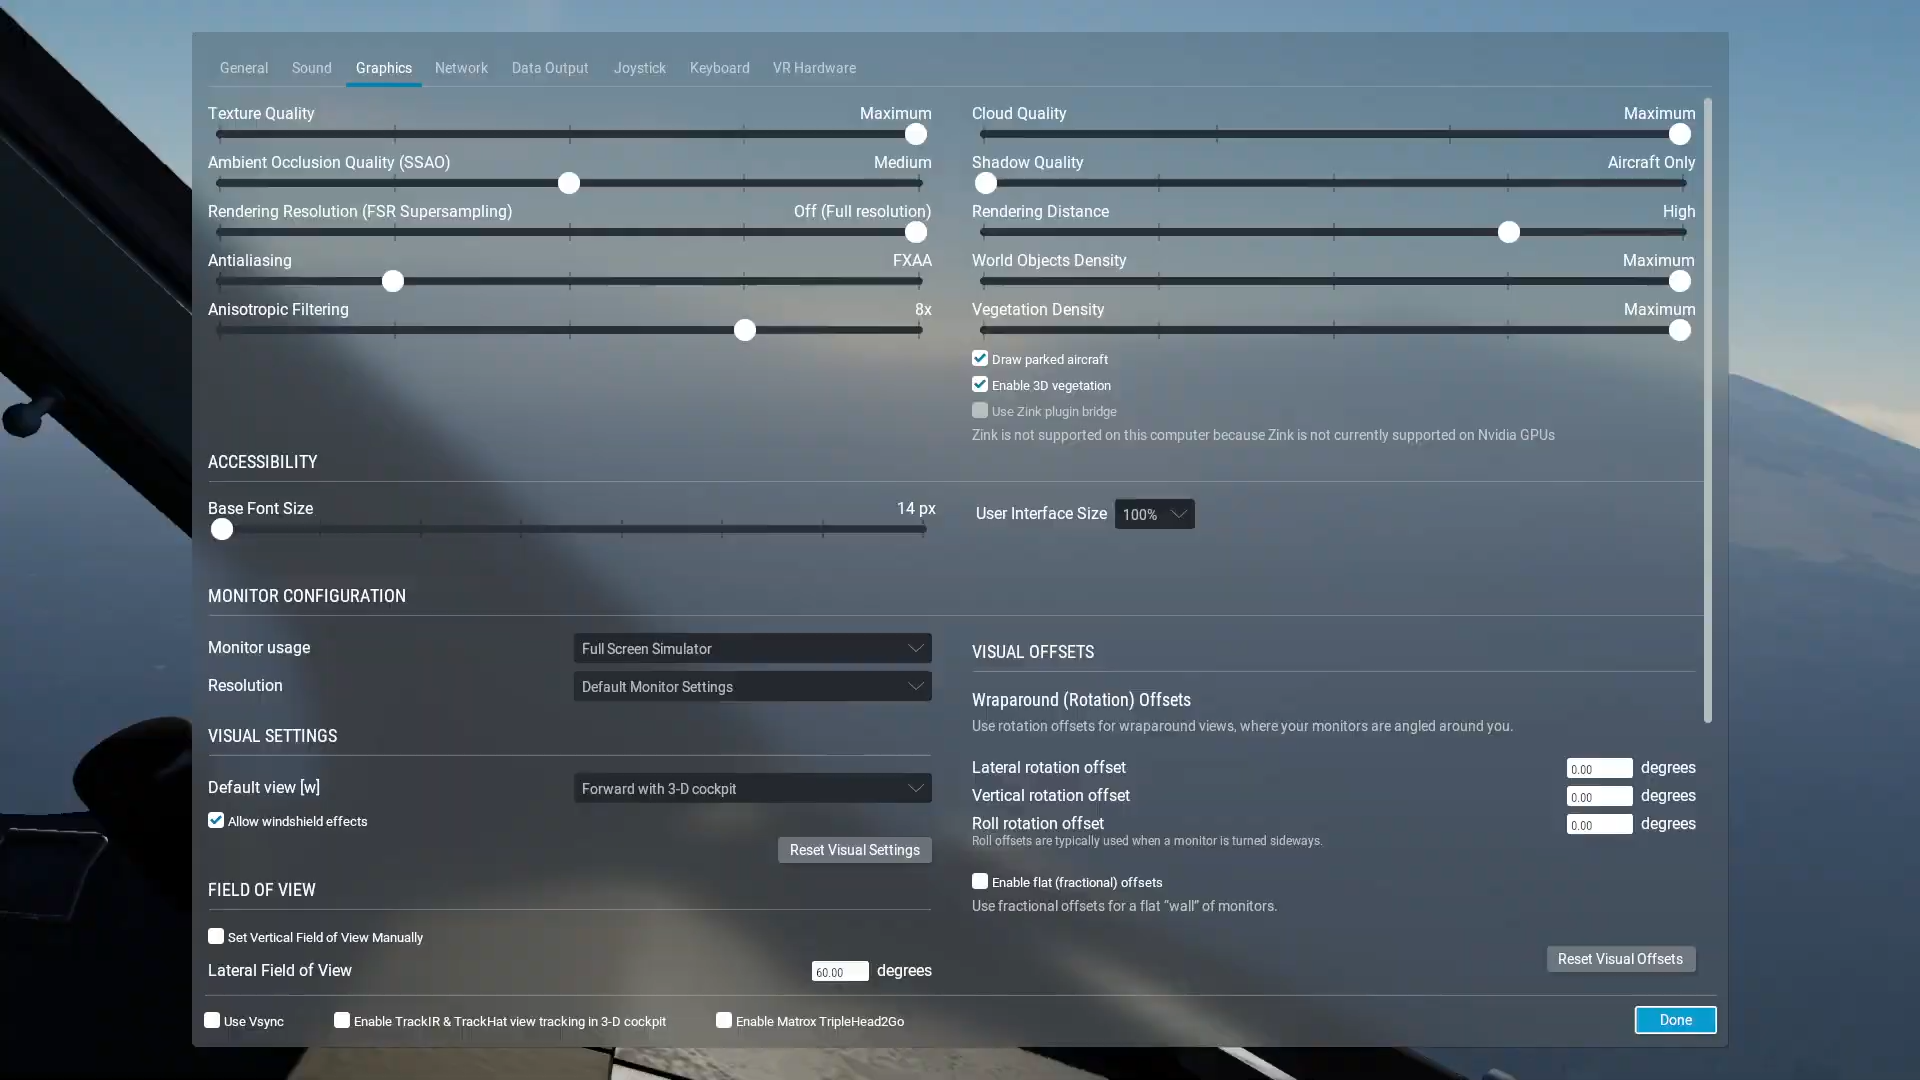 General Sound Graphics Network Data Output Joystick Keyboard VR Hardware
Texture Quality Maximum
Ambient Occlusion Quality (SSAO) Medium
Rendering Resolution (FSR Supersampling) Off (Full resolution)
Antialiasing FXAA
Anisotropic Filtering 8x
Cloud Quality Maximum
Shadow Quality Aircraft Only
Rendering Distance High
World Objects Density Maximum
Vegetation Density Maximum
Draw parked aircraft
Enable 3D vegetation
Use Zink plugin bridge
Zink is not supported on this computer because Zink is not currently supported on Nvidia GPUs
ACCESSIBILITY
Base Font Size 14 px
User Interface Size 100%
MONITOR CONFIGURATION
Monitor usage Full Screen Simulator
Resolution Default Monitor Settings
VISUAL SETTINGS
Default view [w] Forward with 3-D cockpit
Allow windshield effects
Reset Visual Settings
FIELD OF VIEW
Set Vertical Field of View Manually
Lateral Field of View 60.00 degrees
VISUAL OFFSETS
Wraparound (Rotation) Offsets
Use rotation offsets for wraparound views, where your monitors are angled around you.
Lateral rotation offset 0.00 degrees
Vertical rotation offset 0.00 degrees
Roll rotation offset 0.00 degrees
Roll offsets are typically used when a monitor is turned sideways.
Enable flat (fractional) offsets
Use fractional offsets for a flat “wall” of monitors.
Reset Visual Offsets
Use Vsync Enable TrackIR & TrackHat view tracking in 3-D cockpit Enable Matrox TripleHead2Go Done